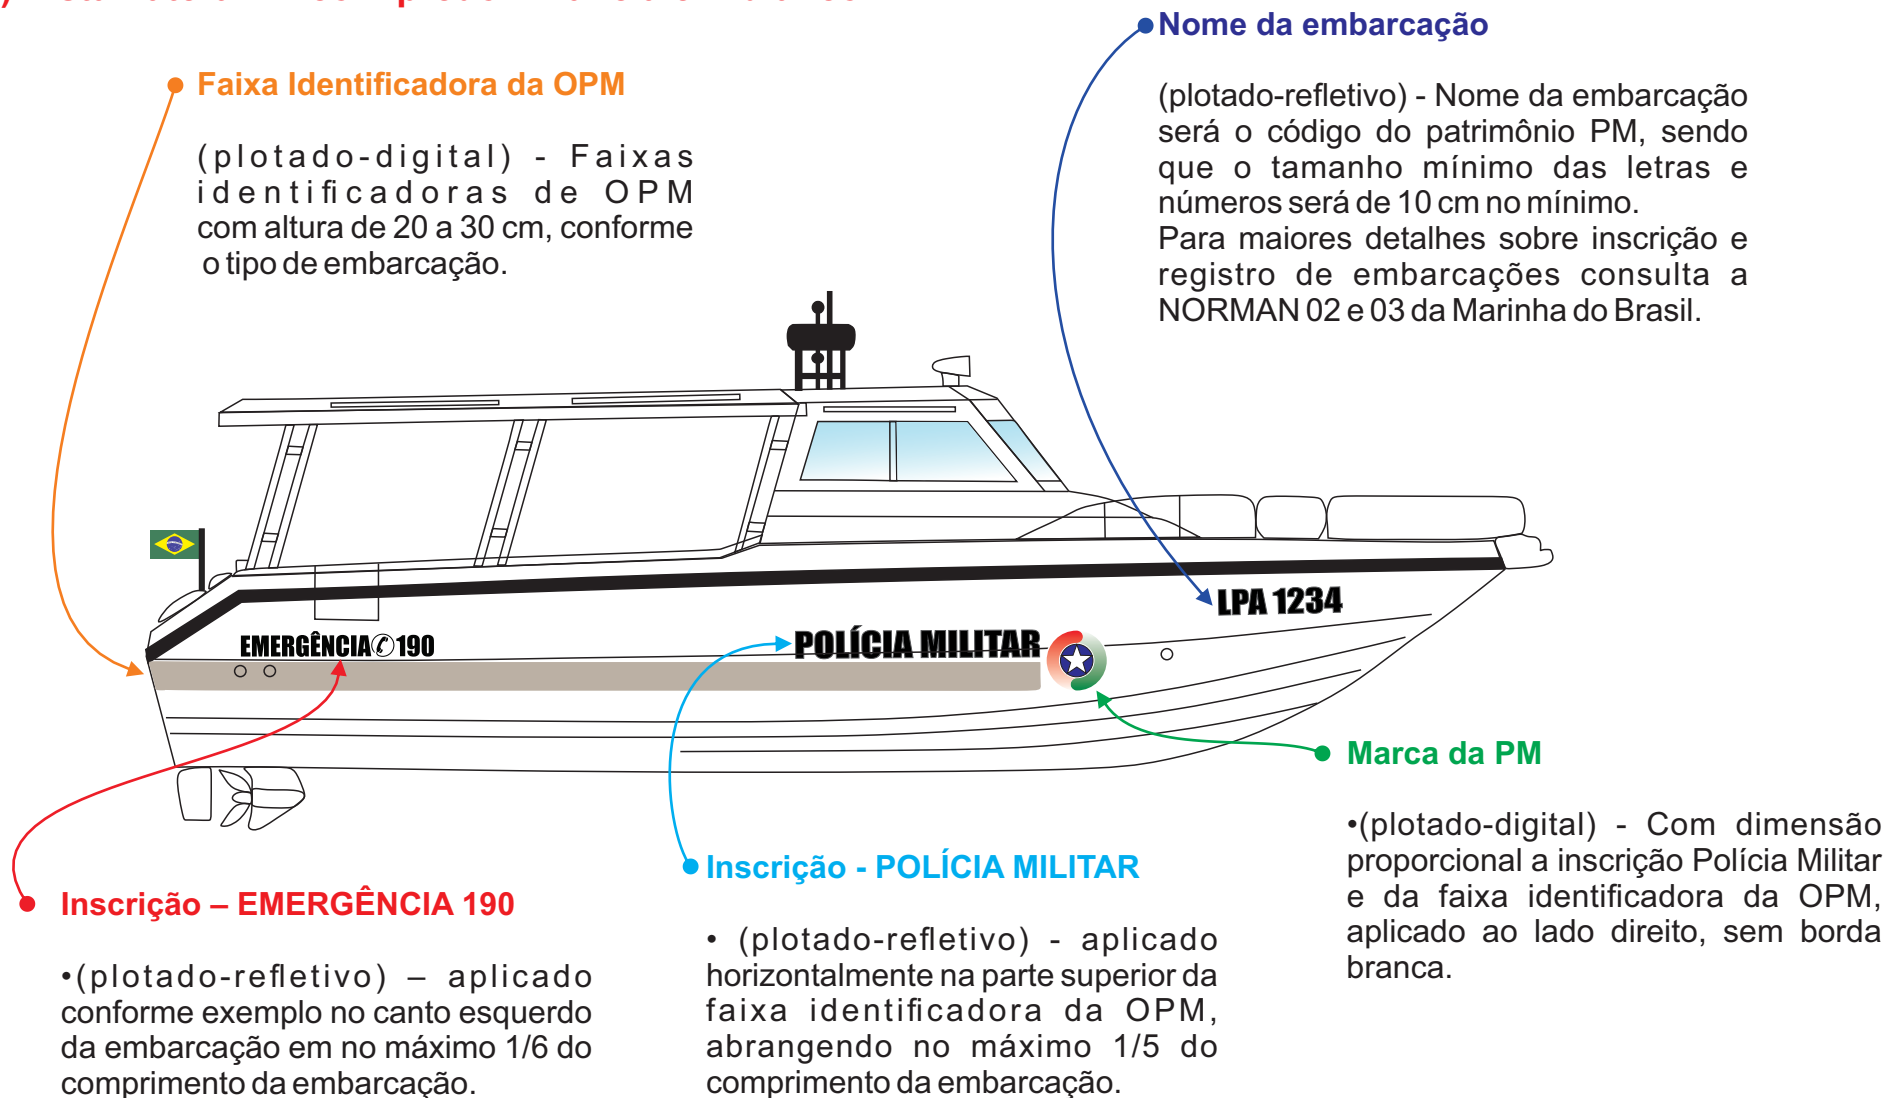 Nome da embarcação
(plotado-refletivo) - Nome da embarcação
será o código do patrimônio PM, sendo
que o tamanho mínimo das letras e
números será de 10 cm no mínimo.
Para maiores detalhes sobre inscrição e
registro de embarcações consulta a
NORMAN 02 e 03 da Marinha do Brasil.
Faixa Identificadora da OPM
(plotado-digital) - Faixas
identificadoras de OPM
com altura de 20 a 30 cm, conforme
o tipo de embarcação.
LPA 1234
EMERGÊNCIA 190
POLÍCIA MILITAR
Marca da PM
•(plotado-digital) - Com dimensão
proporcional a inscrição Polícia Militar
e da faixa identificadora da OPM,
aplicado ao lado direito, sem borda
branca.
Inscrição - POLÍCIA MILITAR
• (plotado-refletivo) - aplicado
horizontalmente na parte superior da
faixa identificadora da OPM,
abrangendo no máximo 1/5 do
comprimento da embarcação.
Inscrição – EMERGÊNCIA 190
•(plotado-refletivo) – aplicado
conforme exemplo no canto esquerdo
da embarcação em no máximo 1/6 do
comprimento da embarcação.